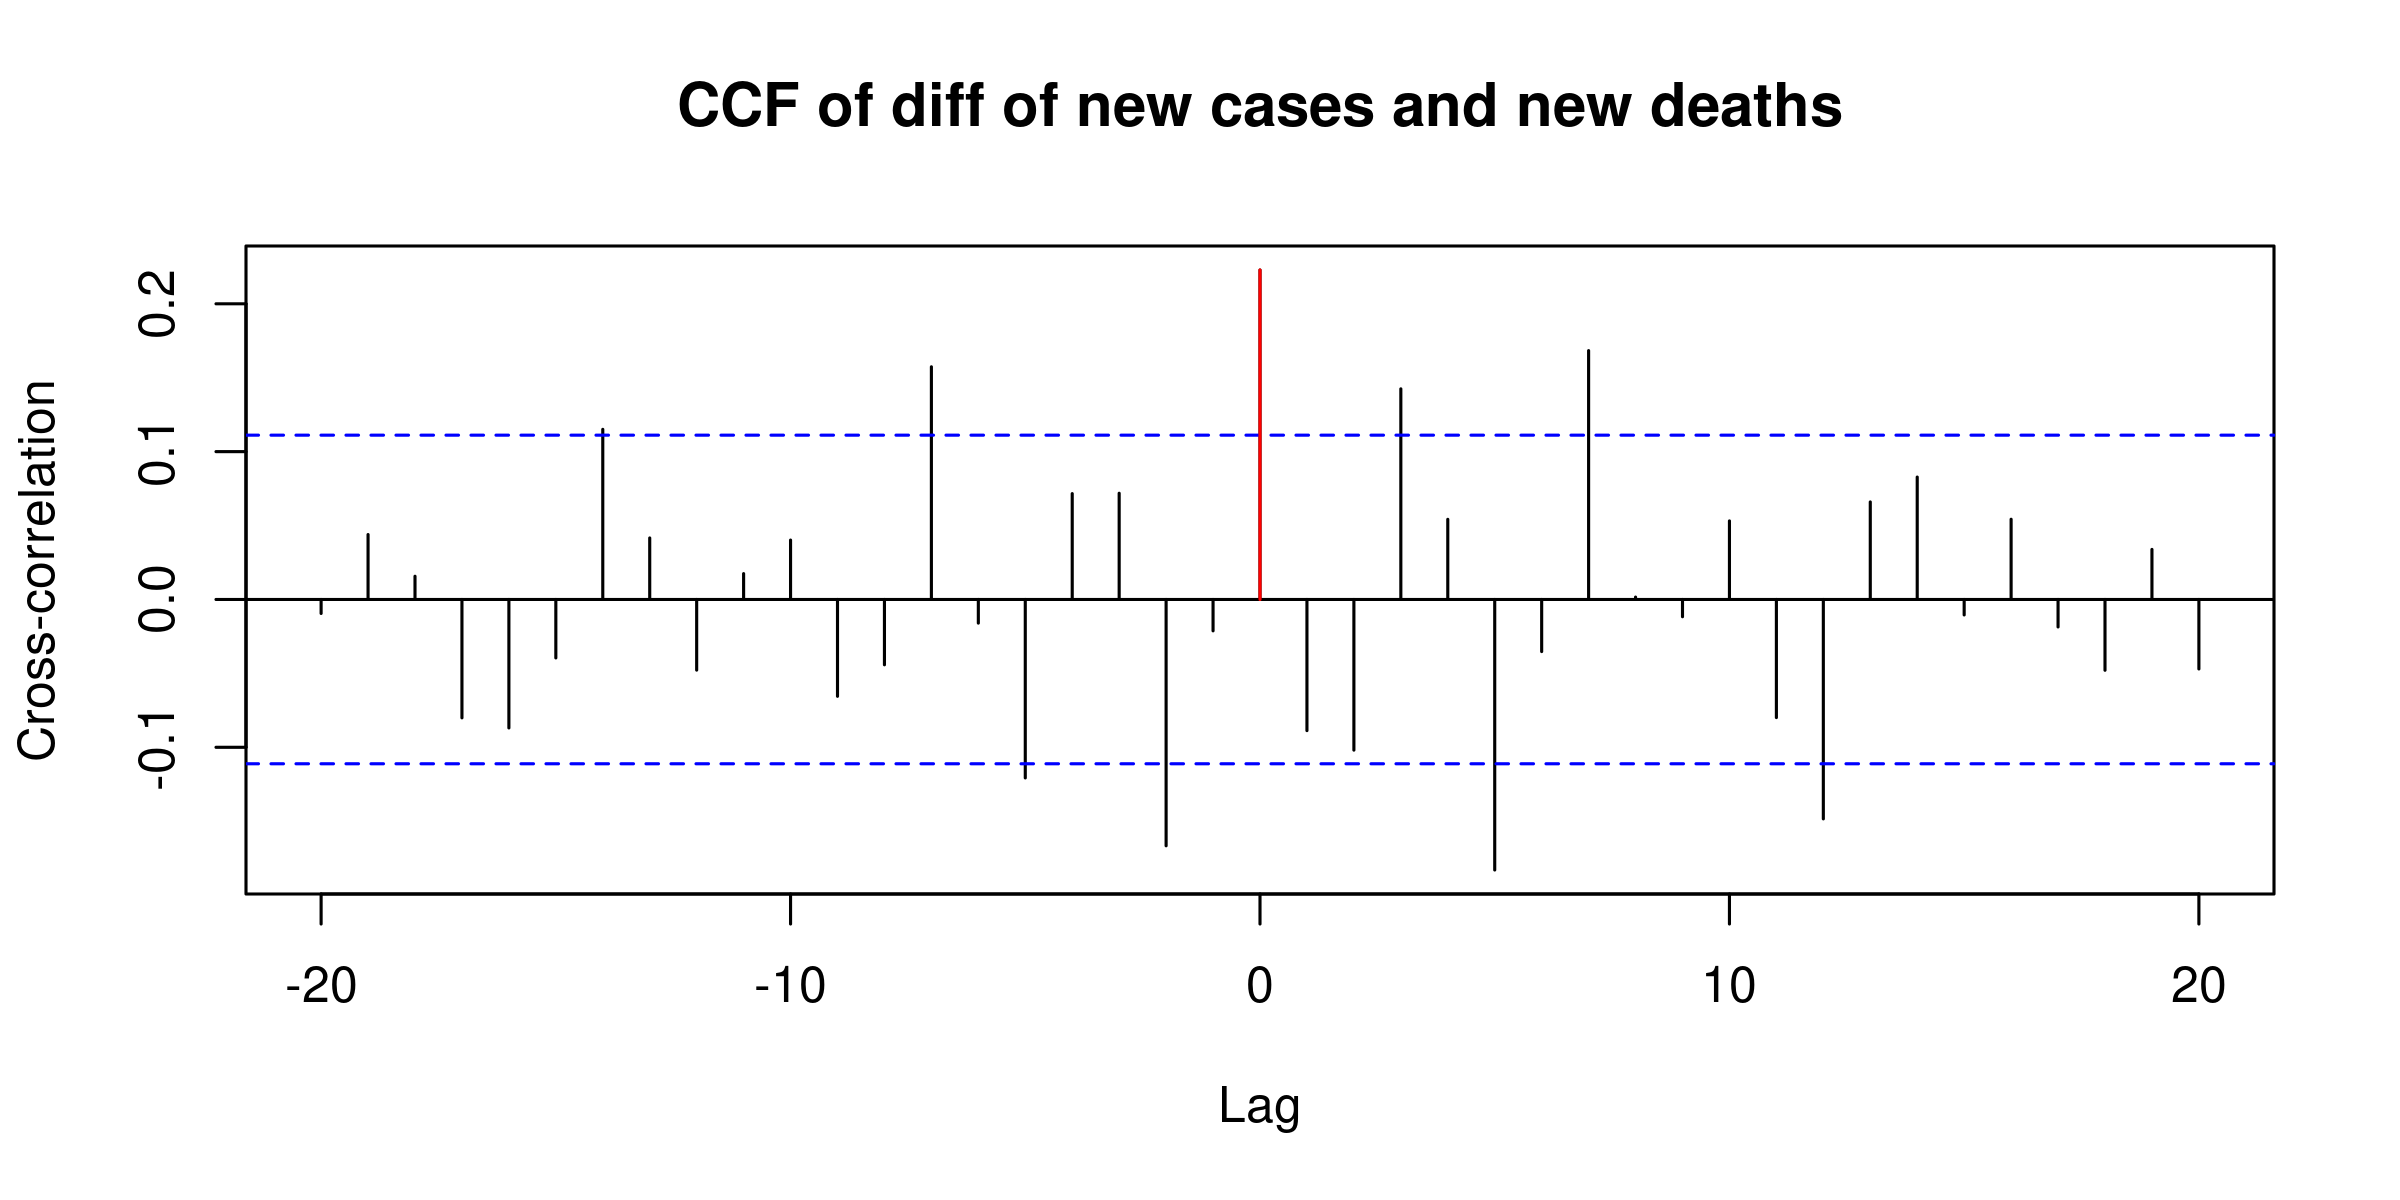 CCF of diff of new cases and new deaths
Cross-correlation
0.2
0.1
0.0
-0.1
-20 -10 0 10 20
Lag